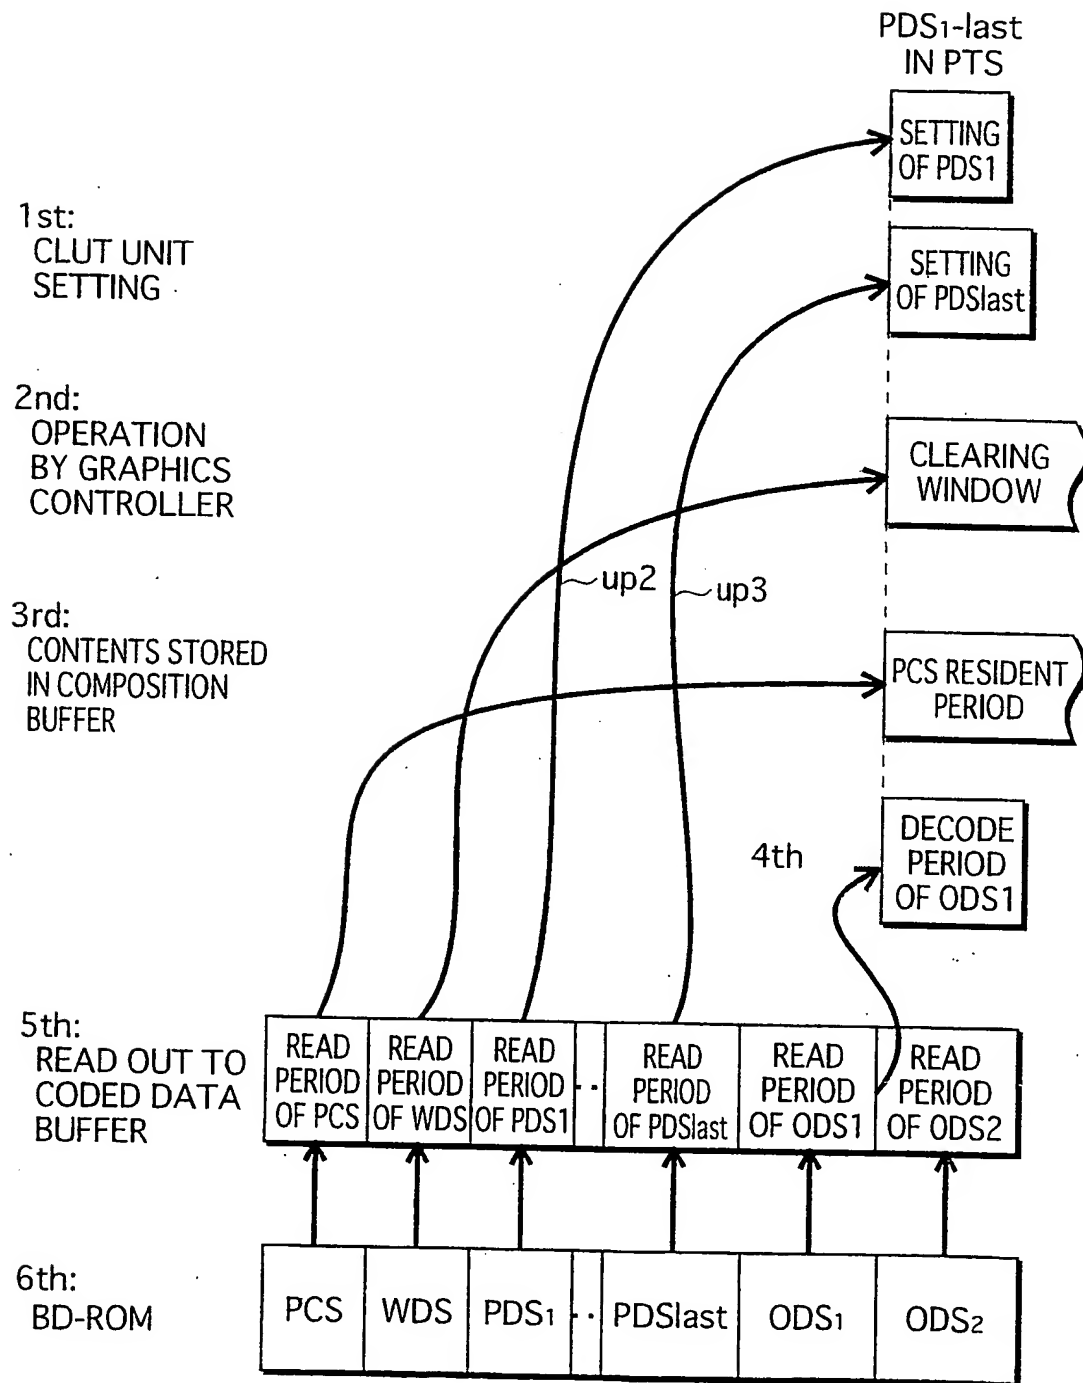 PDS1-last
IN PTS
SETTING
OF PDS1
1st:
CLUT UNIT
SETTING
SETTING
OF PDSlast
2nd:
OPERATION
BY GRAPHICS
CONTROLLER
CLEARING
WINDOW
up2
up3
3rd:
CONTENTS STORED
IN COMPOSITION
BUFFER
PCS RESIDENT
PERIOD
4th
DECODE
PERIOD
OF ODS1
5th:
READ OUT TO
CODED DATA
BUFFER
READ
PERIOD
OF PCS
READ
PERIOD
OF WDS
READ
PERIOD
OF PDS1
··
READ
PERIOD
OF PDSlast
READ
PERIOD
OF ODS1
READ
PERIOD
OF ODS2
6th:
BD-ROM
PCS
WDS
PDS1
··
PDSlast
ODS1
ODS2